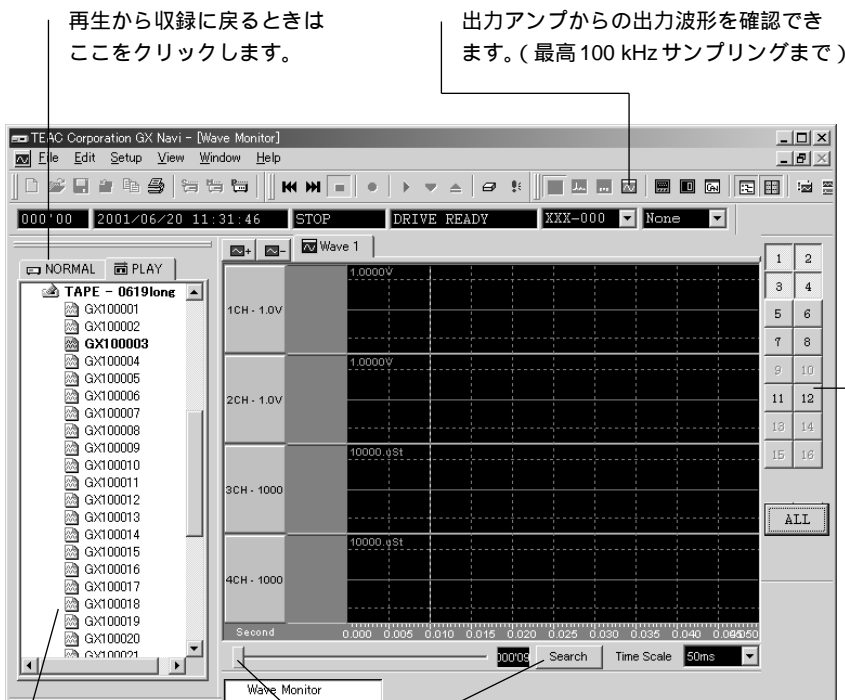 再生から収録に戻るときは
ここをクリックします。
出力アンプからの出力波形を確認でき
ます。(最高100 kHzサンプリングまで)
TEAC Corporation GX Navi - [Wave Monitor]
File Edit Setup View Window Help
000'00 2001/06/20 11:31:46 STOP DRIVE READY XXX-000 None
NORMAL PLAY
TAPE - 0619long
GX100001
GX100002
GX100003
GX100004
GX100005
GX100006
GX100007
GX100008
GX100009
GX100010
GX100011
GX100012
GX100013
GX100014
GX100015
GX100016
GX100017
GX100018
GX100019
GX100020
GX100021
Wave 1
1CH - 1.0V
1.0000V
2CH - 1.0V
1.0000V
3CH - 1000
10000.uSt
4CH - 1000
10000.uSt
Second 0.000 0.005 0.010 0.015 0.020 0.025 0.030 0.035 0.040
000'09 Search Time Scale 50ms
Wave Monitor
1 2
3 4
5 6
7 8
9 10
11 12
13 14
15 16
ALL